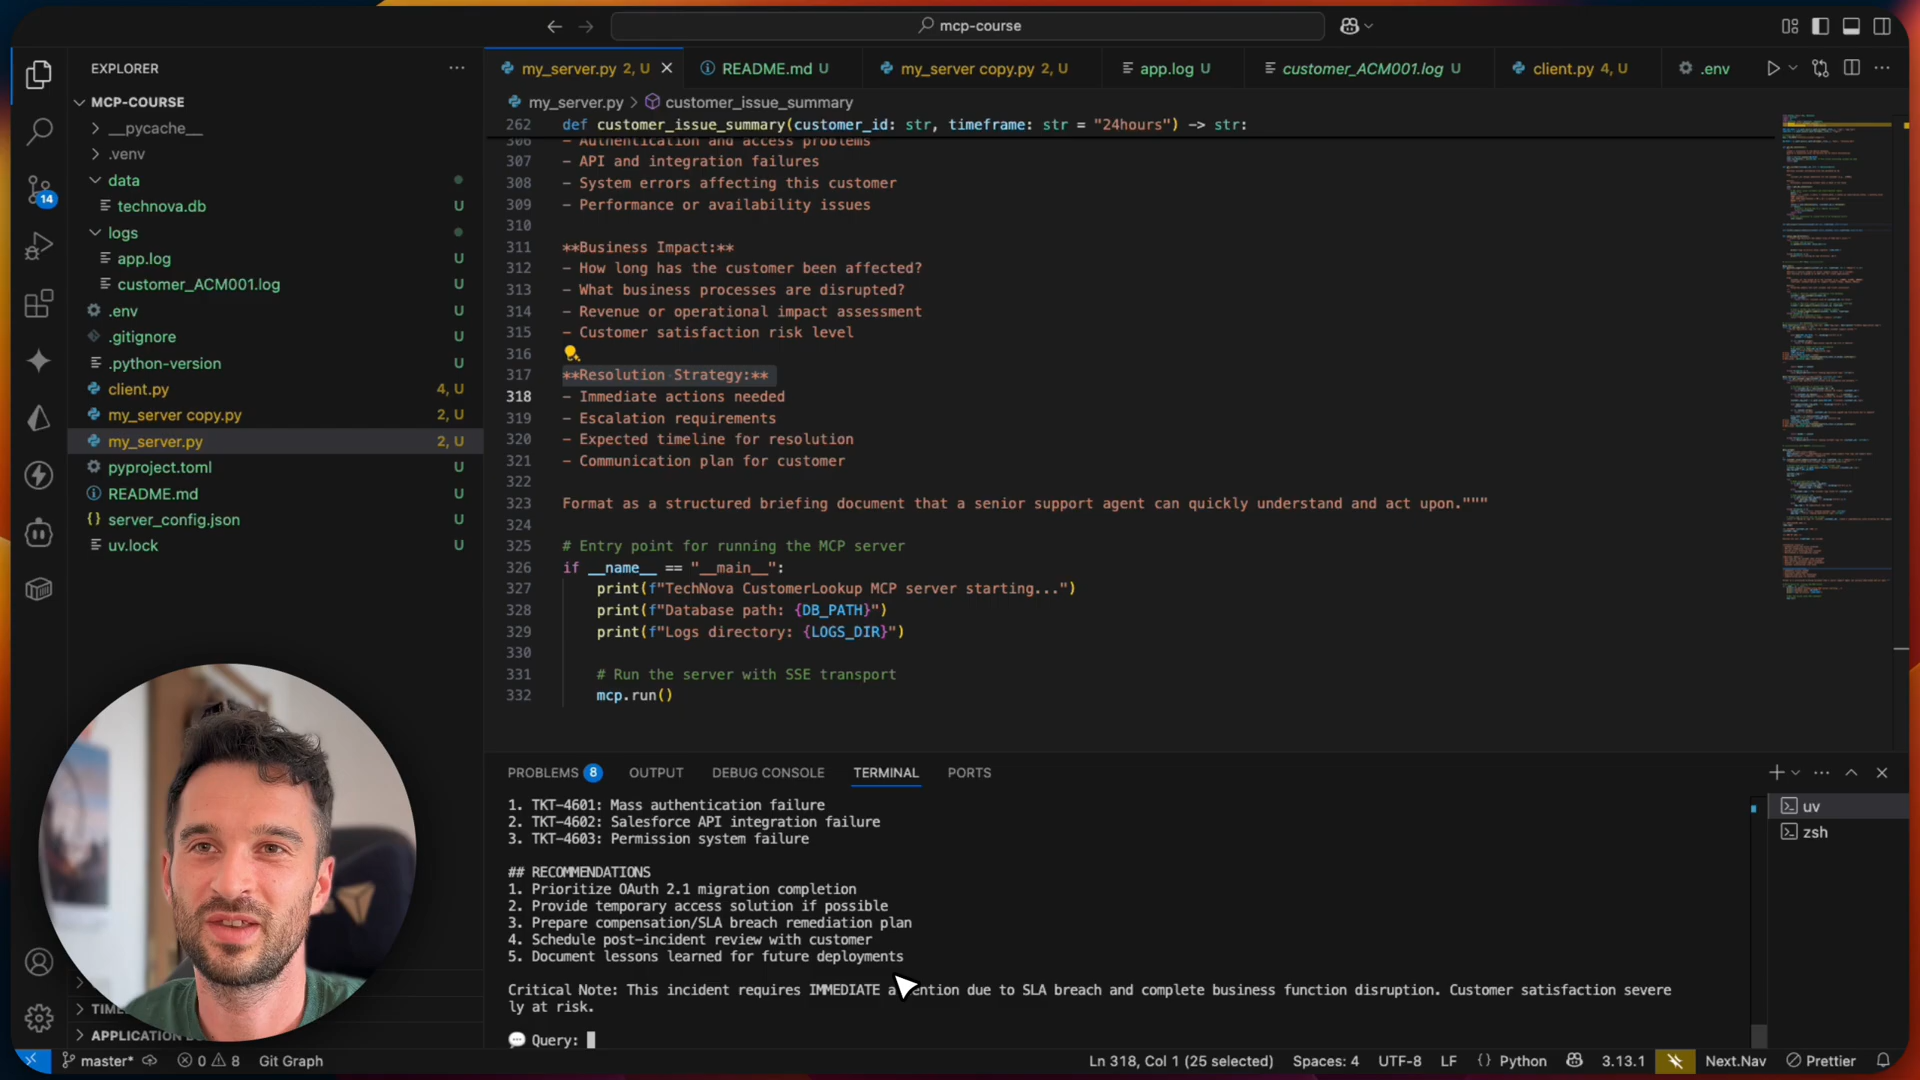 mcp-course
EXPLORER
MCP-COURSE
__pycache__
.venv
data
technova.db U
logs
app.log U
customer_ACM001.log U
.env U
.gitignore U
.python-version U
client.py 4, U
my_server copy.py 2, U
my_server.py 2, U
pyproject.toml U
README.md U
server_config.json U
uv.lock U
14
my_server.py 2, U
README.md U
my_server copy.py 2, U
app.log U
customer_ACM001.log U
client.py 4, U
.env
my_server.py > customer_issue_summary
262 def customer_issue_summary(customer_id: str, timeframe: str = "24hours") -> str:
306 - Authentication and access problems
307 - API and integration failures
308 - System errors affecting this customer
309 - Performance or availability issues
310
311 **Business Impact:**
312 - How long has the customer been affected?
313 - What business processes are disrupted?
314 - Revenue or operational impact assessment
315 - Customer satisfaction risk level
316
317 **Resolution Strategy:**
318 - Immediate actions needed
319 - Escalation requirements
320 - Expected timeline for resolution
321 - Communication plan for customer
322
323 Format as a structured briefing document that a senior support agent can quickly understand and act upon."""
324
325 # Entry point for running the MCP server
326 if __name__ == "__main__":
327 print(f"TechNova CustomerLookup MCP server starting...")
328 print(f"Database path: {DB_PATH}")
329 print(f"Logs directory: {LOGS_DIR}")
330
331 # Run the server with SSE transport
332 mcp.run()
PROBLEMS 8 OUTPUT DEBUG CONSOLE TERMINAL PORTS
1. TKT-4601: Mass authentication failure
2. TKT-4602: Salesforce API integration failure
3. TKT-4603: Permission system failure
## RECOMMENDATIONS
1. Prioritize OAuth 2.1 migration completion
2. Provide temporary access solution if possible
3. Prepare compensation/SLA breach remediation plan
4. Schedule post-incident review with customer
5. Document lessons learned for future deployments
Critical Note: This incident requires IMMEDIATE due to SLA breach and complete business function disruption. Customer satisfaction severe
ly at risk.
Query:
uv
zsh
master* 0 8 Git Graph
Ln 318, Col 1 (25 selected) Spaces: 4 UTF-8 LF { } Python 3.13.1 Next.Nav Prettier